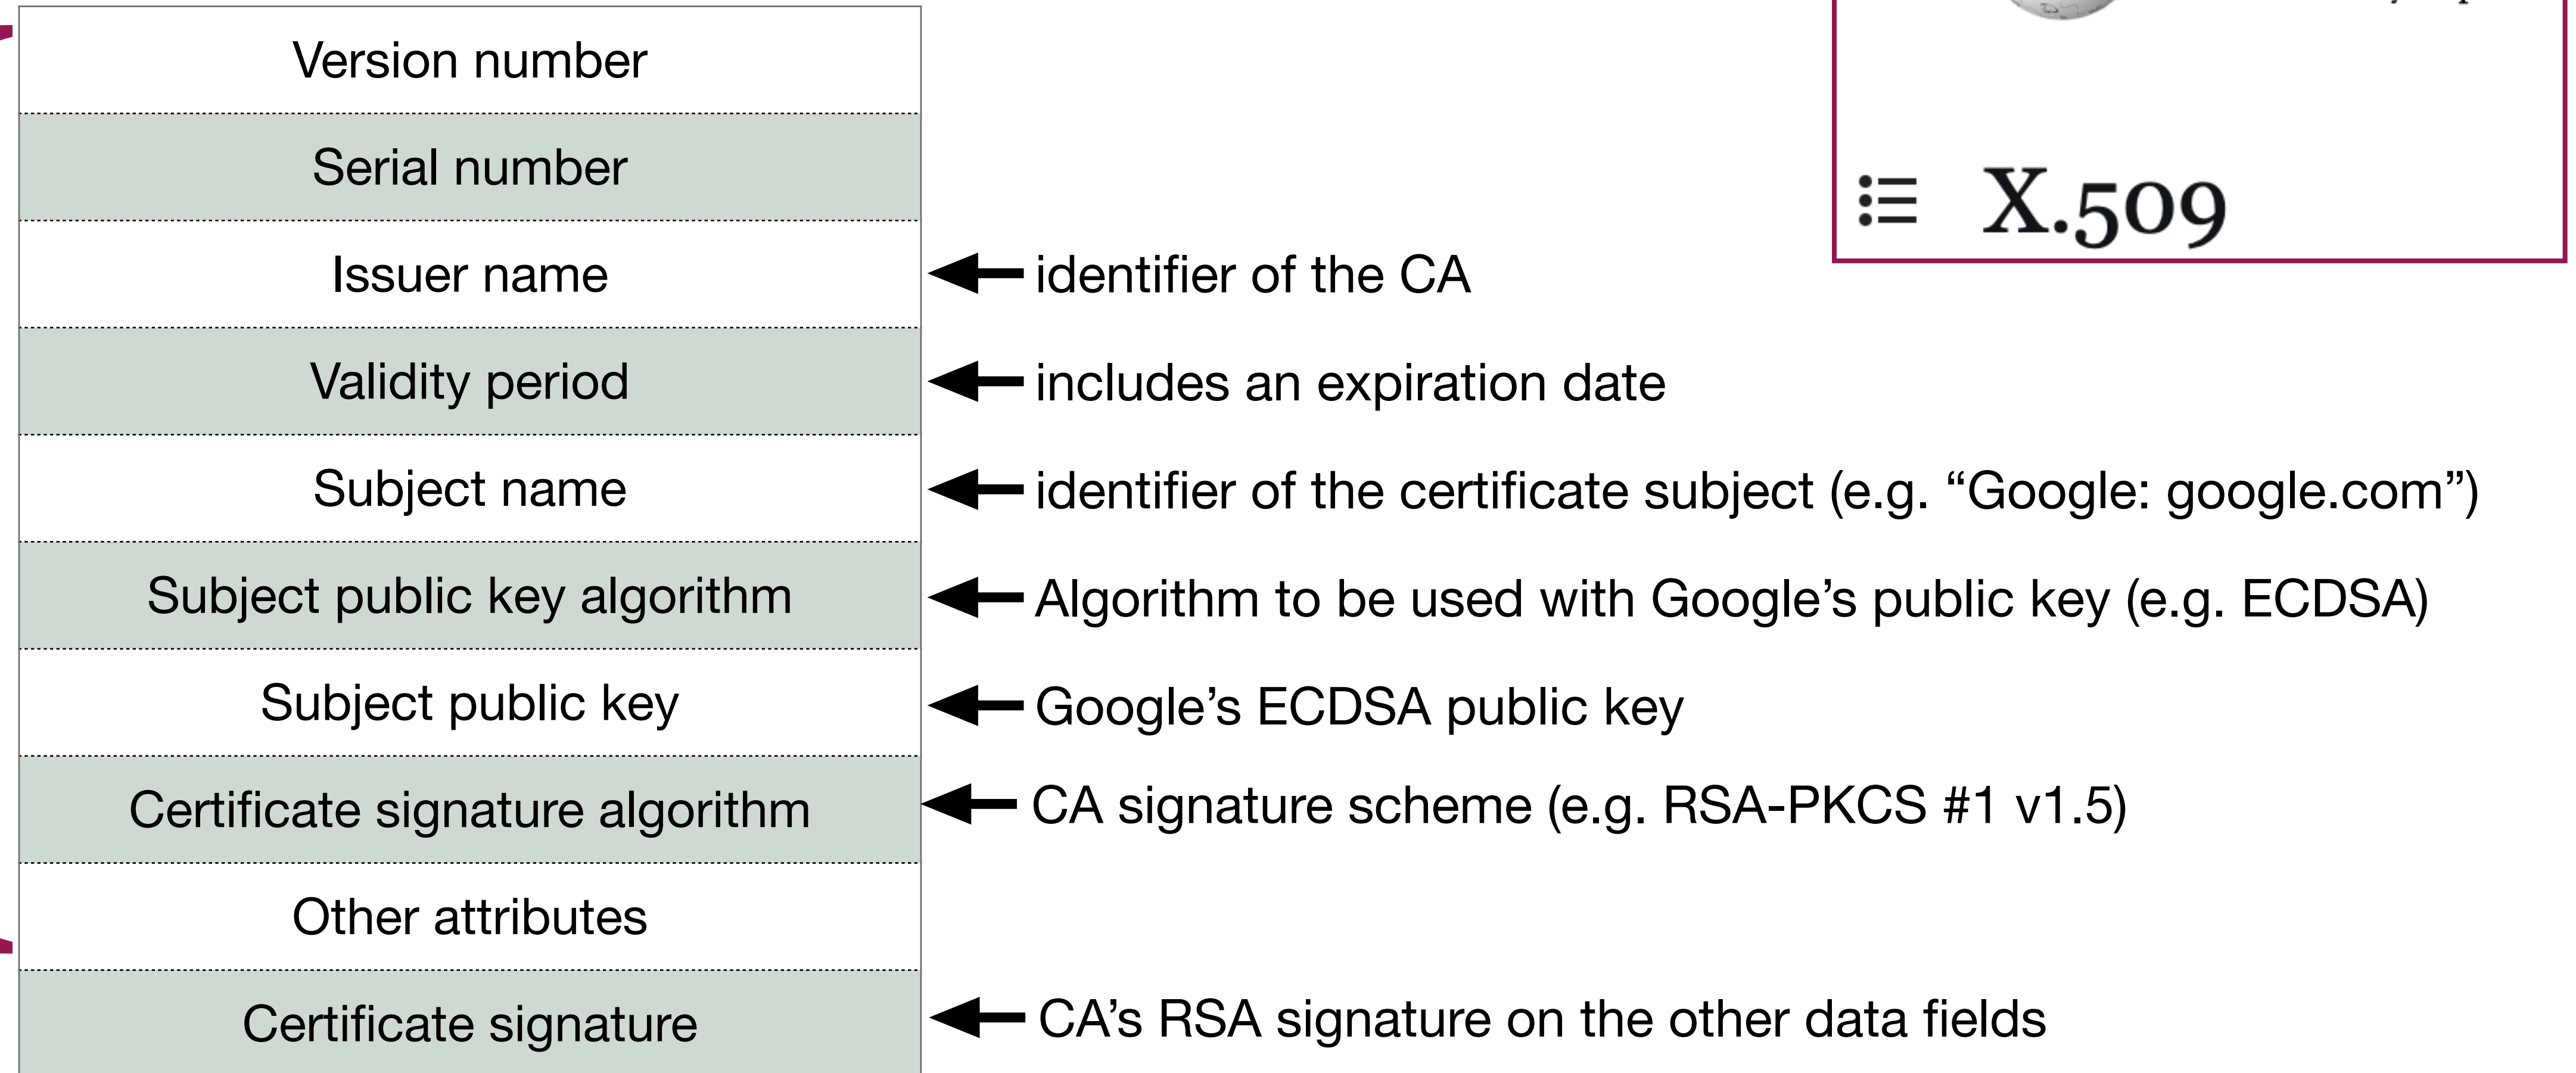 Version number
Serial number
X.509
Issuer name
identifier of the CA
Validity period
includes an expiration date
Subject name
identifier of the certificate subject (e.g. “Google: google.com”)
Subject public key algorithm
Algorithm to be used with Google’s public key (e.g. ECDSA)
Subject public key
Google’s ECDSA public key
Certificate signature algorithm
CA signature scheme (e.g. RSA-PKCS #1 v1.5)
Other attributes
Certificate signature
CA’s RSA signature on the other data fields